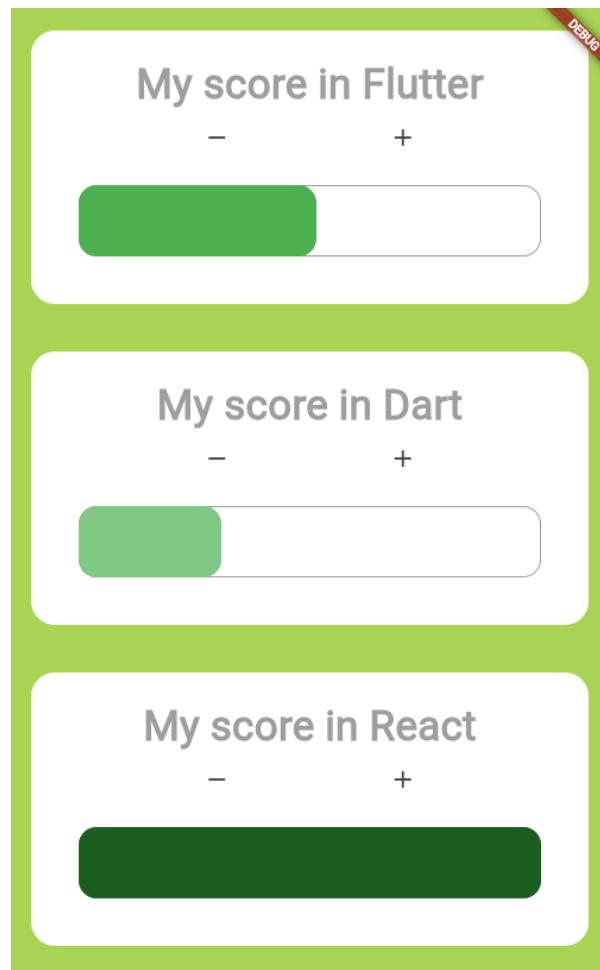 DEBUG
My score in Flutter
− +
My score in Dart
− +
My score in React
− +